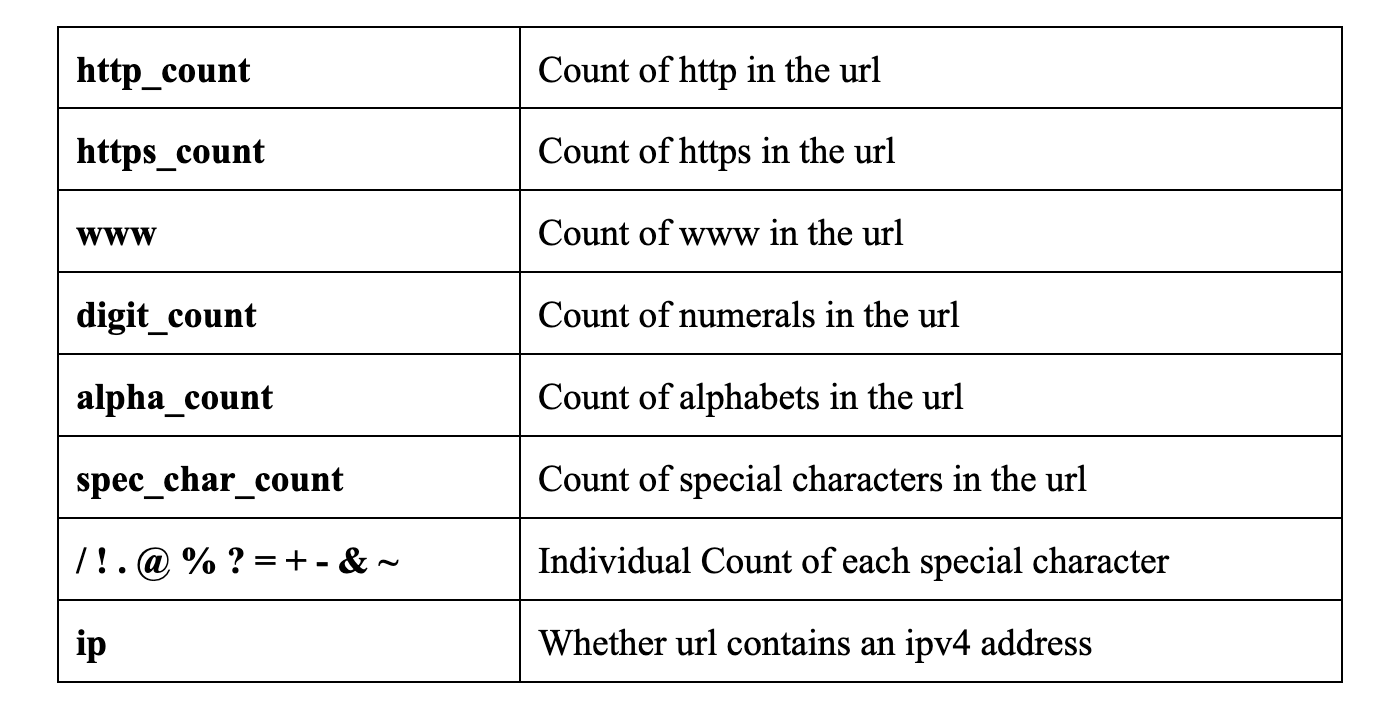 http_count Count of http in the url
https_count Count of https in the url
www Count of www in the url
digit_count Count of numerals in the url
alpha_count Count of alphabets in the url
spec_char_count Count of special characters in the url
/ ! . @ % ? = + - & ~ Individual Count of each special character
ip Whether url contains an ipv4 address